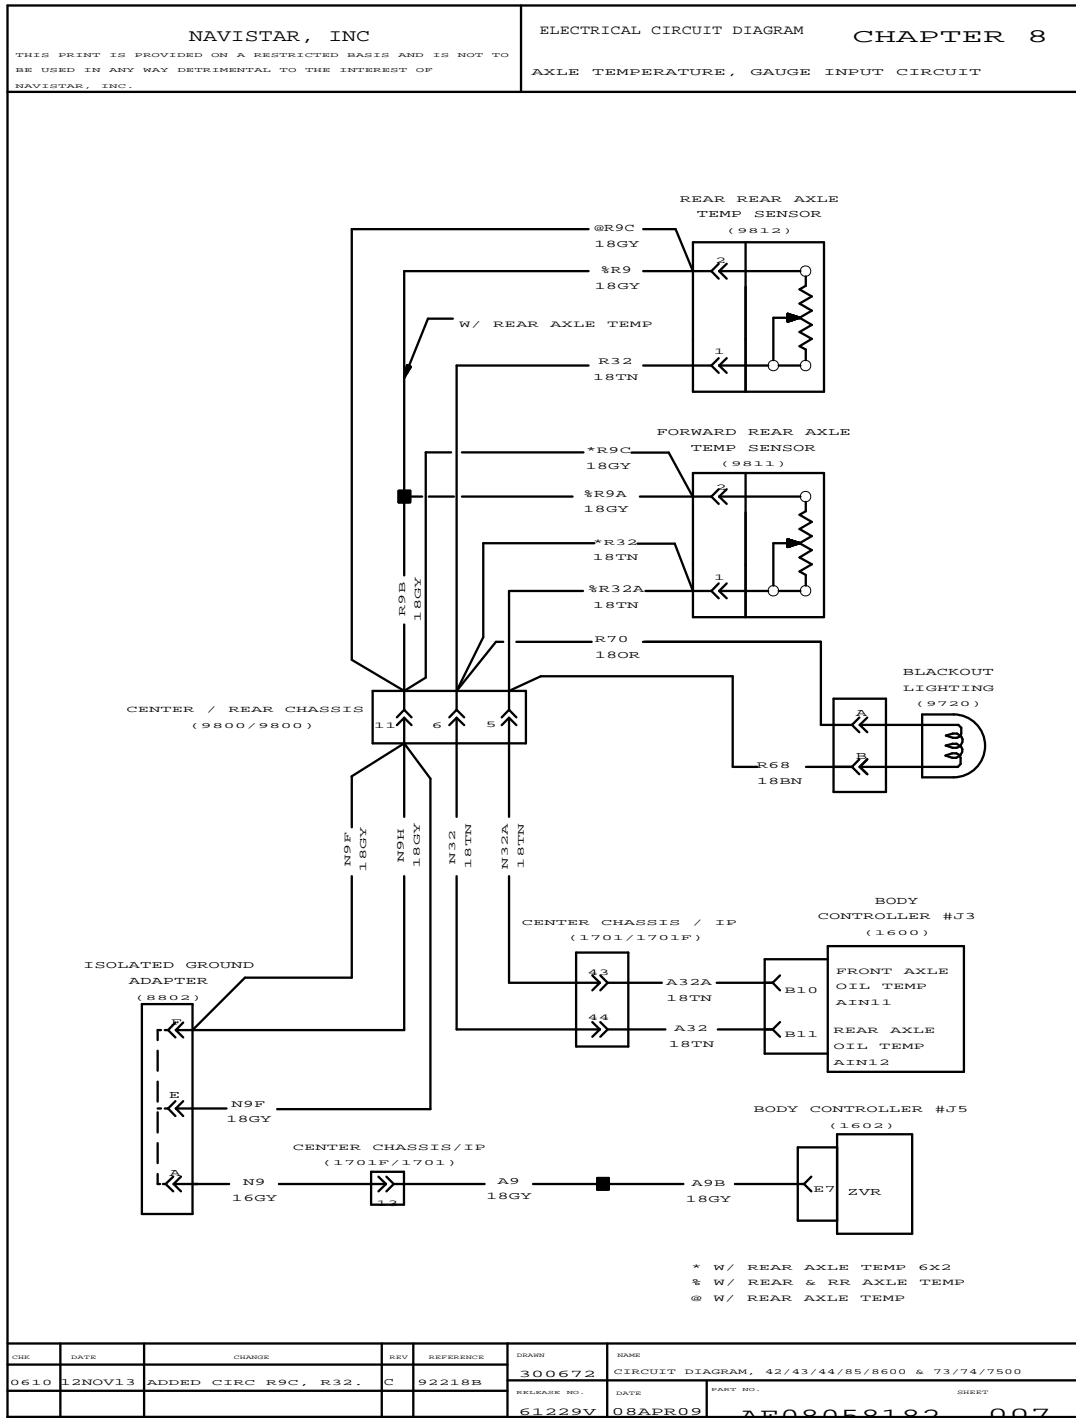 NAVISTAR, INC
THIS PRINT IS PROVIDED ON A RESTRICTED BASIS AND IS NOT TO
BE USED IN ANY WAY DETRIMENTAL TO THE INTEREST OF
NAVISTAR, INC.
ELECTRICAL CIRCUIT DIAGRAM
CHAPTER 8
AXLE TEMPERATURE, GAUGE INPUT CIRCUIT
REAR REAR AXLE
TEMP SENSOR
(9812)
@R9C
18GY
2
%R9
18GY
W/ REAR AXLE TEMP
1
R32
18TN
FORWARD REAR AXLE
TEMP SENSOR
(9811)
*R9C
18GY
2
%R9A
18GY
*R32
18TN
1
%R32A
18TN
R9B
18GY
R70
18OR
BLACKOUT
LIGHTING
(9720)
CENTER / REAR CHASSIS
(9800/9800)
11
6
5
A
B
R68
18BN
N9F
18GY
N9H
18GY
N32
18TN
N32A
18TN
CENTER CHASSIS / IP
(1701/1701F)
BODY
CONTROLLER #J3
(1600)
43
A32A
18TN
B10
FRONT AXLE
OIL TEMP
AIN11
44
A32
18TN
B11
REAR AXLE
OIL TEMP
AIN12
ISOLATED GROUND
ADAPTER
(8802)
F
E
N9F
18GY
A
N9
16GY
CENTER CHASSIS/IP
(1701F/1701)
13
A9
18GY
A9B
18GY
BODY CONTROLLER #J5
(1602)
E7
ZVR
* W/ REAR AXLE TEMP 6X2
% W/ REAR & RR AXLE TEMP
@ W/ REAR AXLE TEMP
CHK
DATE
CHANGE
REV
REFERENCE
DRAWN
NAME
0610
12NOV13
ADDED CIRC R9C, R32.
C
92218B
300672
CIRCUIT DIAGRAM, 42/43/44/85/8600 & 73/74/7500
RELEASE NO.
DATE
PART NO.
SHEET
61229V
08APR09
AF08058182
007